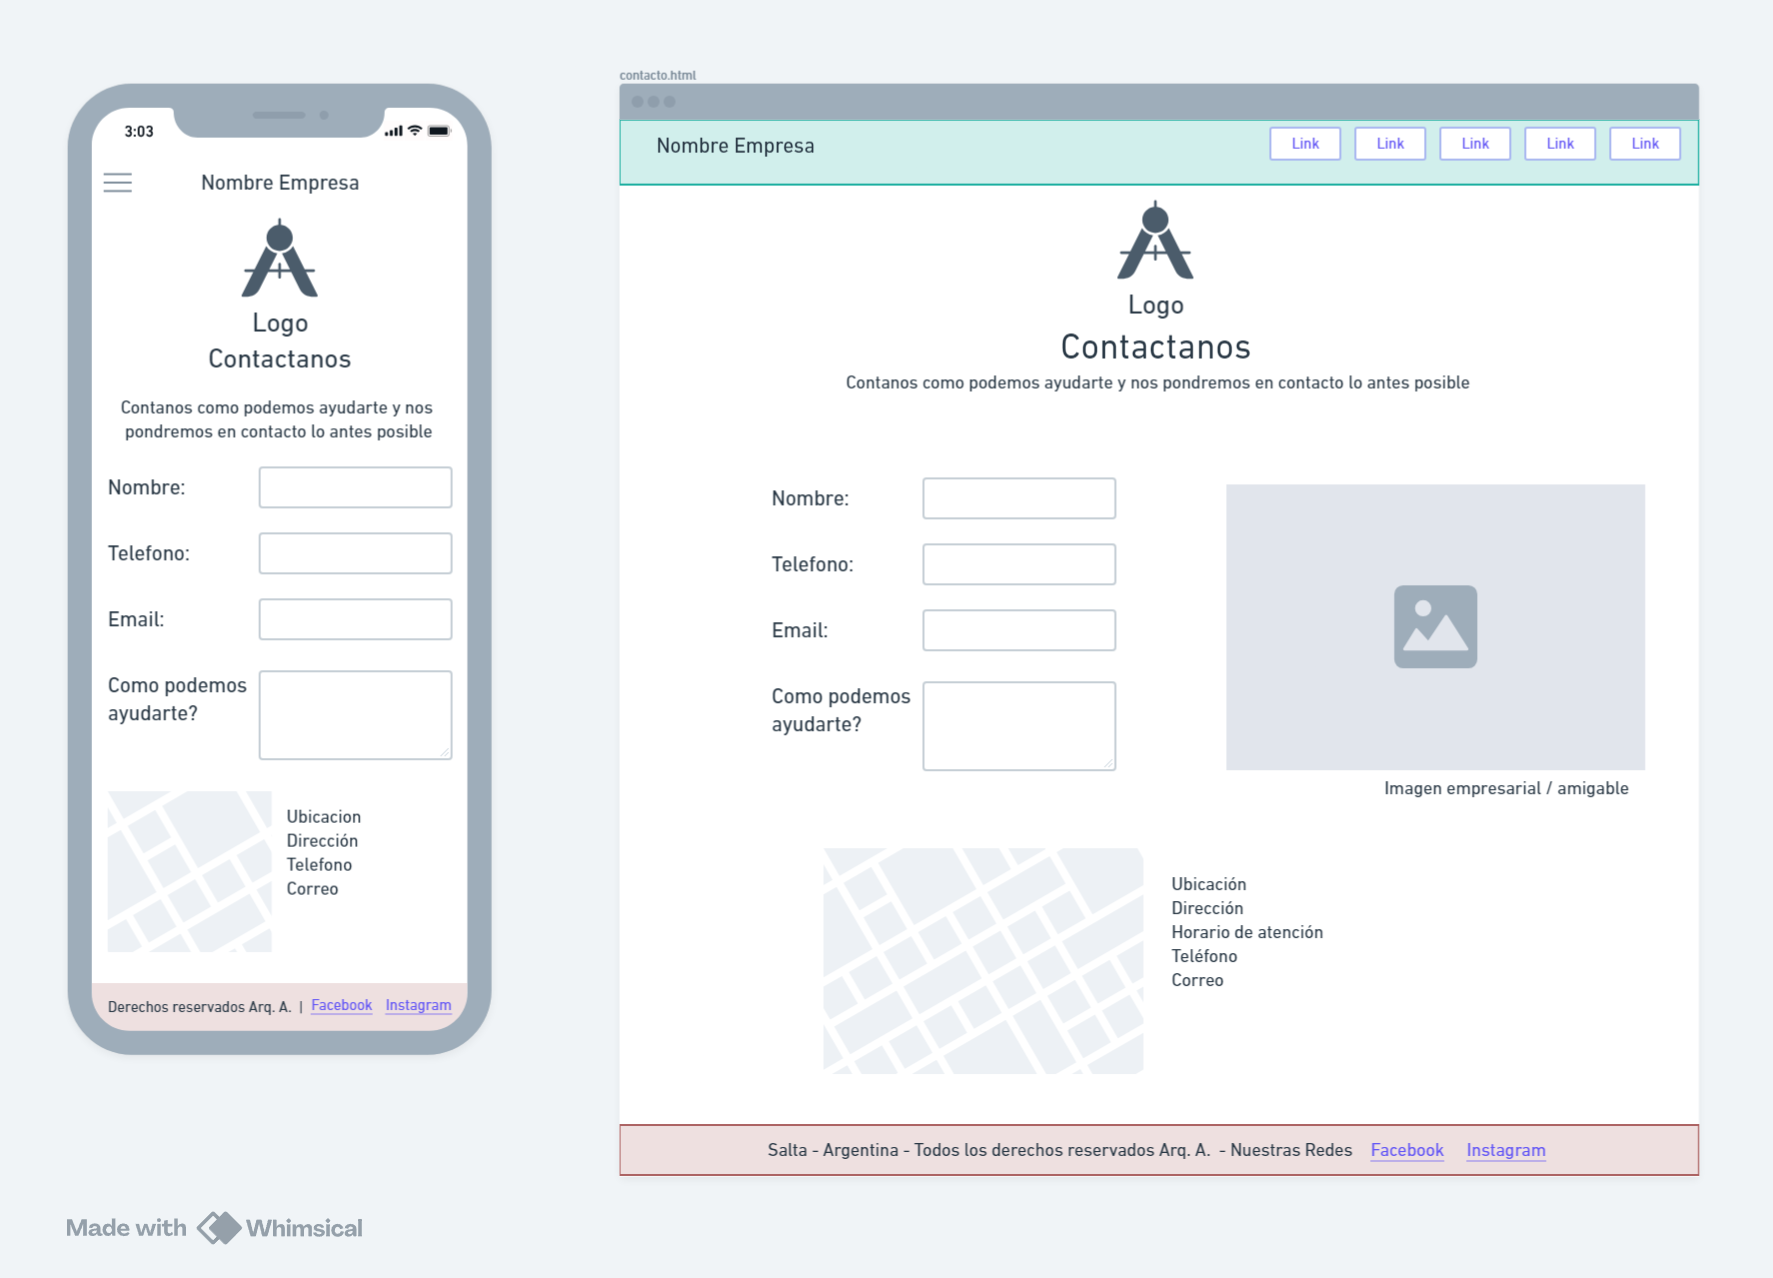 3:03
Nombre Empresa
Logo
Contactanos
Contanos como podemos ayudarte y nos
pondremos en contacto lo antes posible
Nombre:
Telefono:
Email:
Como podemos
ayudarte?
Ubicacion
Dirección
Telefono
Correo
Derechos reservados Arq. A. | Facebook Instagram
contacto.html
Nombre Empresa
Link Link Link Link Link
Logo
Contactanos
Contanos como podemos ayudarte y nos pondremos en contacto lo antes posible
Nombre:
Telefono:
Email:
Como podemos
ayudarte?
Imagen empresarial / amigable
Ubicación
Dirección
Horario de atención
Teléfono
Correo
Salta - Argentina - Todos los derechos reservados Arq. A. - Nuestras Redes Facebook Instagram
Made with Whimsical